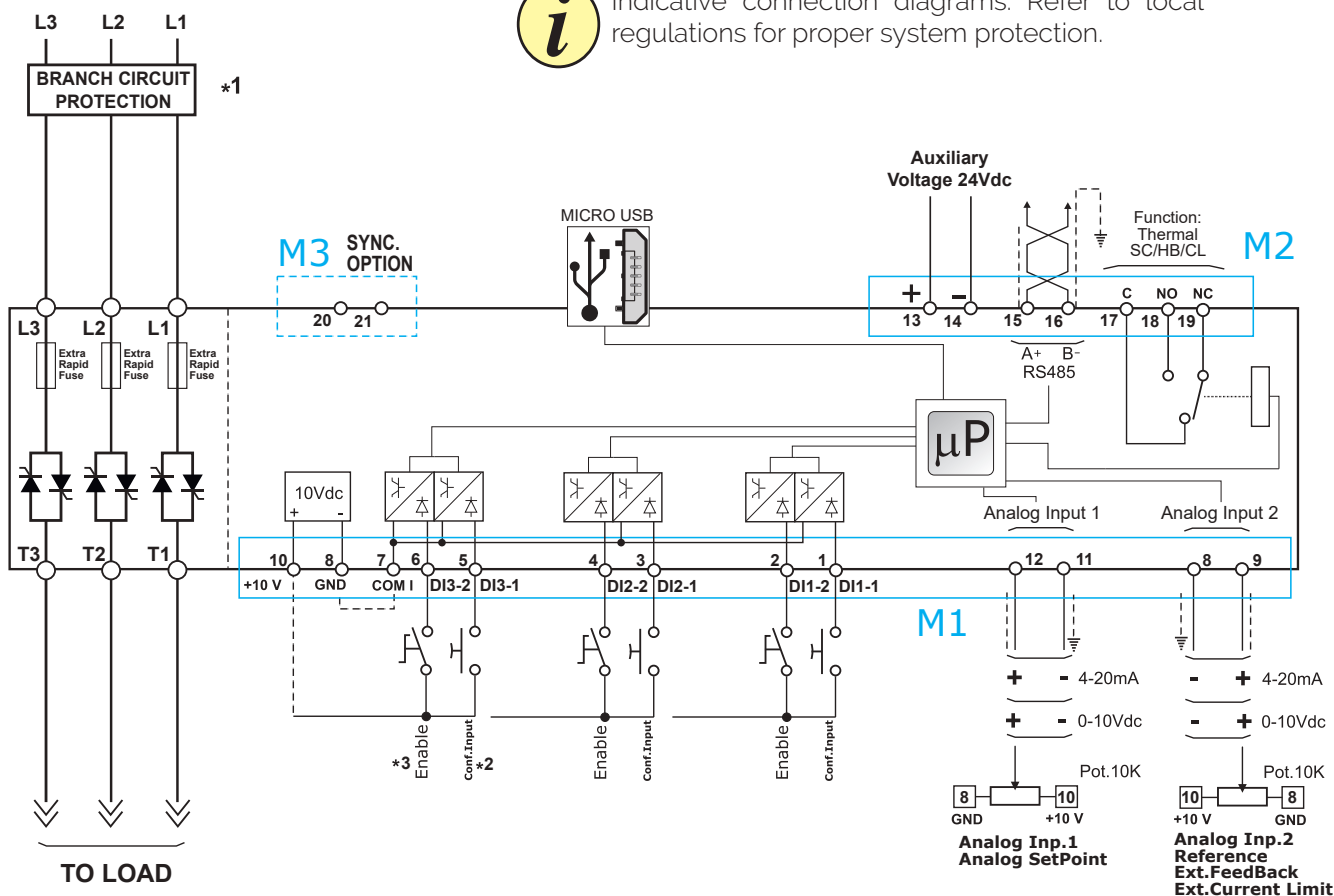 Indicative connection diagrams. Refer to local
regulations for proper system protection.
i
L3 L2 L1
BRANCH CIRCUIT
PROTECTION
*1
Auxiliary
Voltage 24Vdc
MICRO USB
Function:
Thermal
SC/HB/CL
M3
SYNC.
OPTION
M2
+ - C NO NC
20 21
13 14 15 16 17 18 19
L3 L2 L1
Extra
Rapid
Fuse
Extra
Rapid
Fuse
Extra
Rapid
Fuse
A+ B-
RS485
µP
10Vdc
+ -
Analog Input 1
Analog Input 2
T3 T2 T1
10 8 7 6 5 4 3 2 1 12 11 8 9
+10 V GND COM I DI3-2 DI3-1 DI2-2 DI2-1 DI1-2 DI1-1
M1
+ - 4-20mA
- + 4-20mA
+ - 0-10Vdc
- + 0-10Vdc
*3 Enable
Conf.Input *2
Enable
Conf.Input
Enable
Conf.Input
Pot.10K
Pot.10K
8 10
GND +10 V
10 8
+10 V GND
Analog Inp.1
Analog SetPoint
Analog Inp.2
Reference
Ext.FeedBack
Ext.Current Limit
TO LOAD